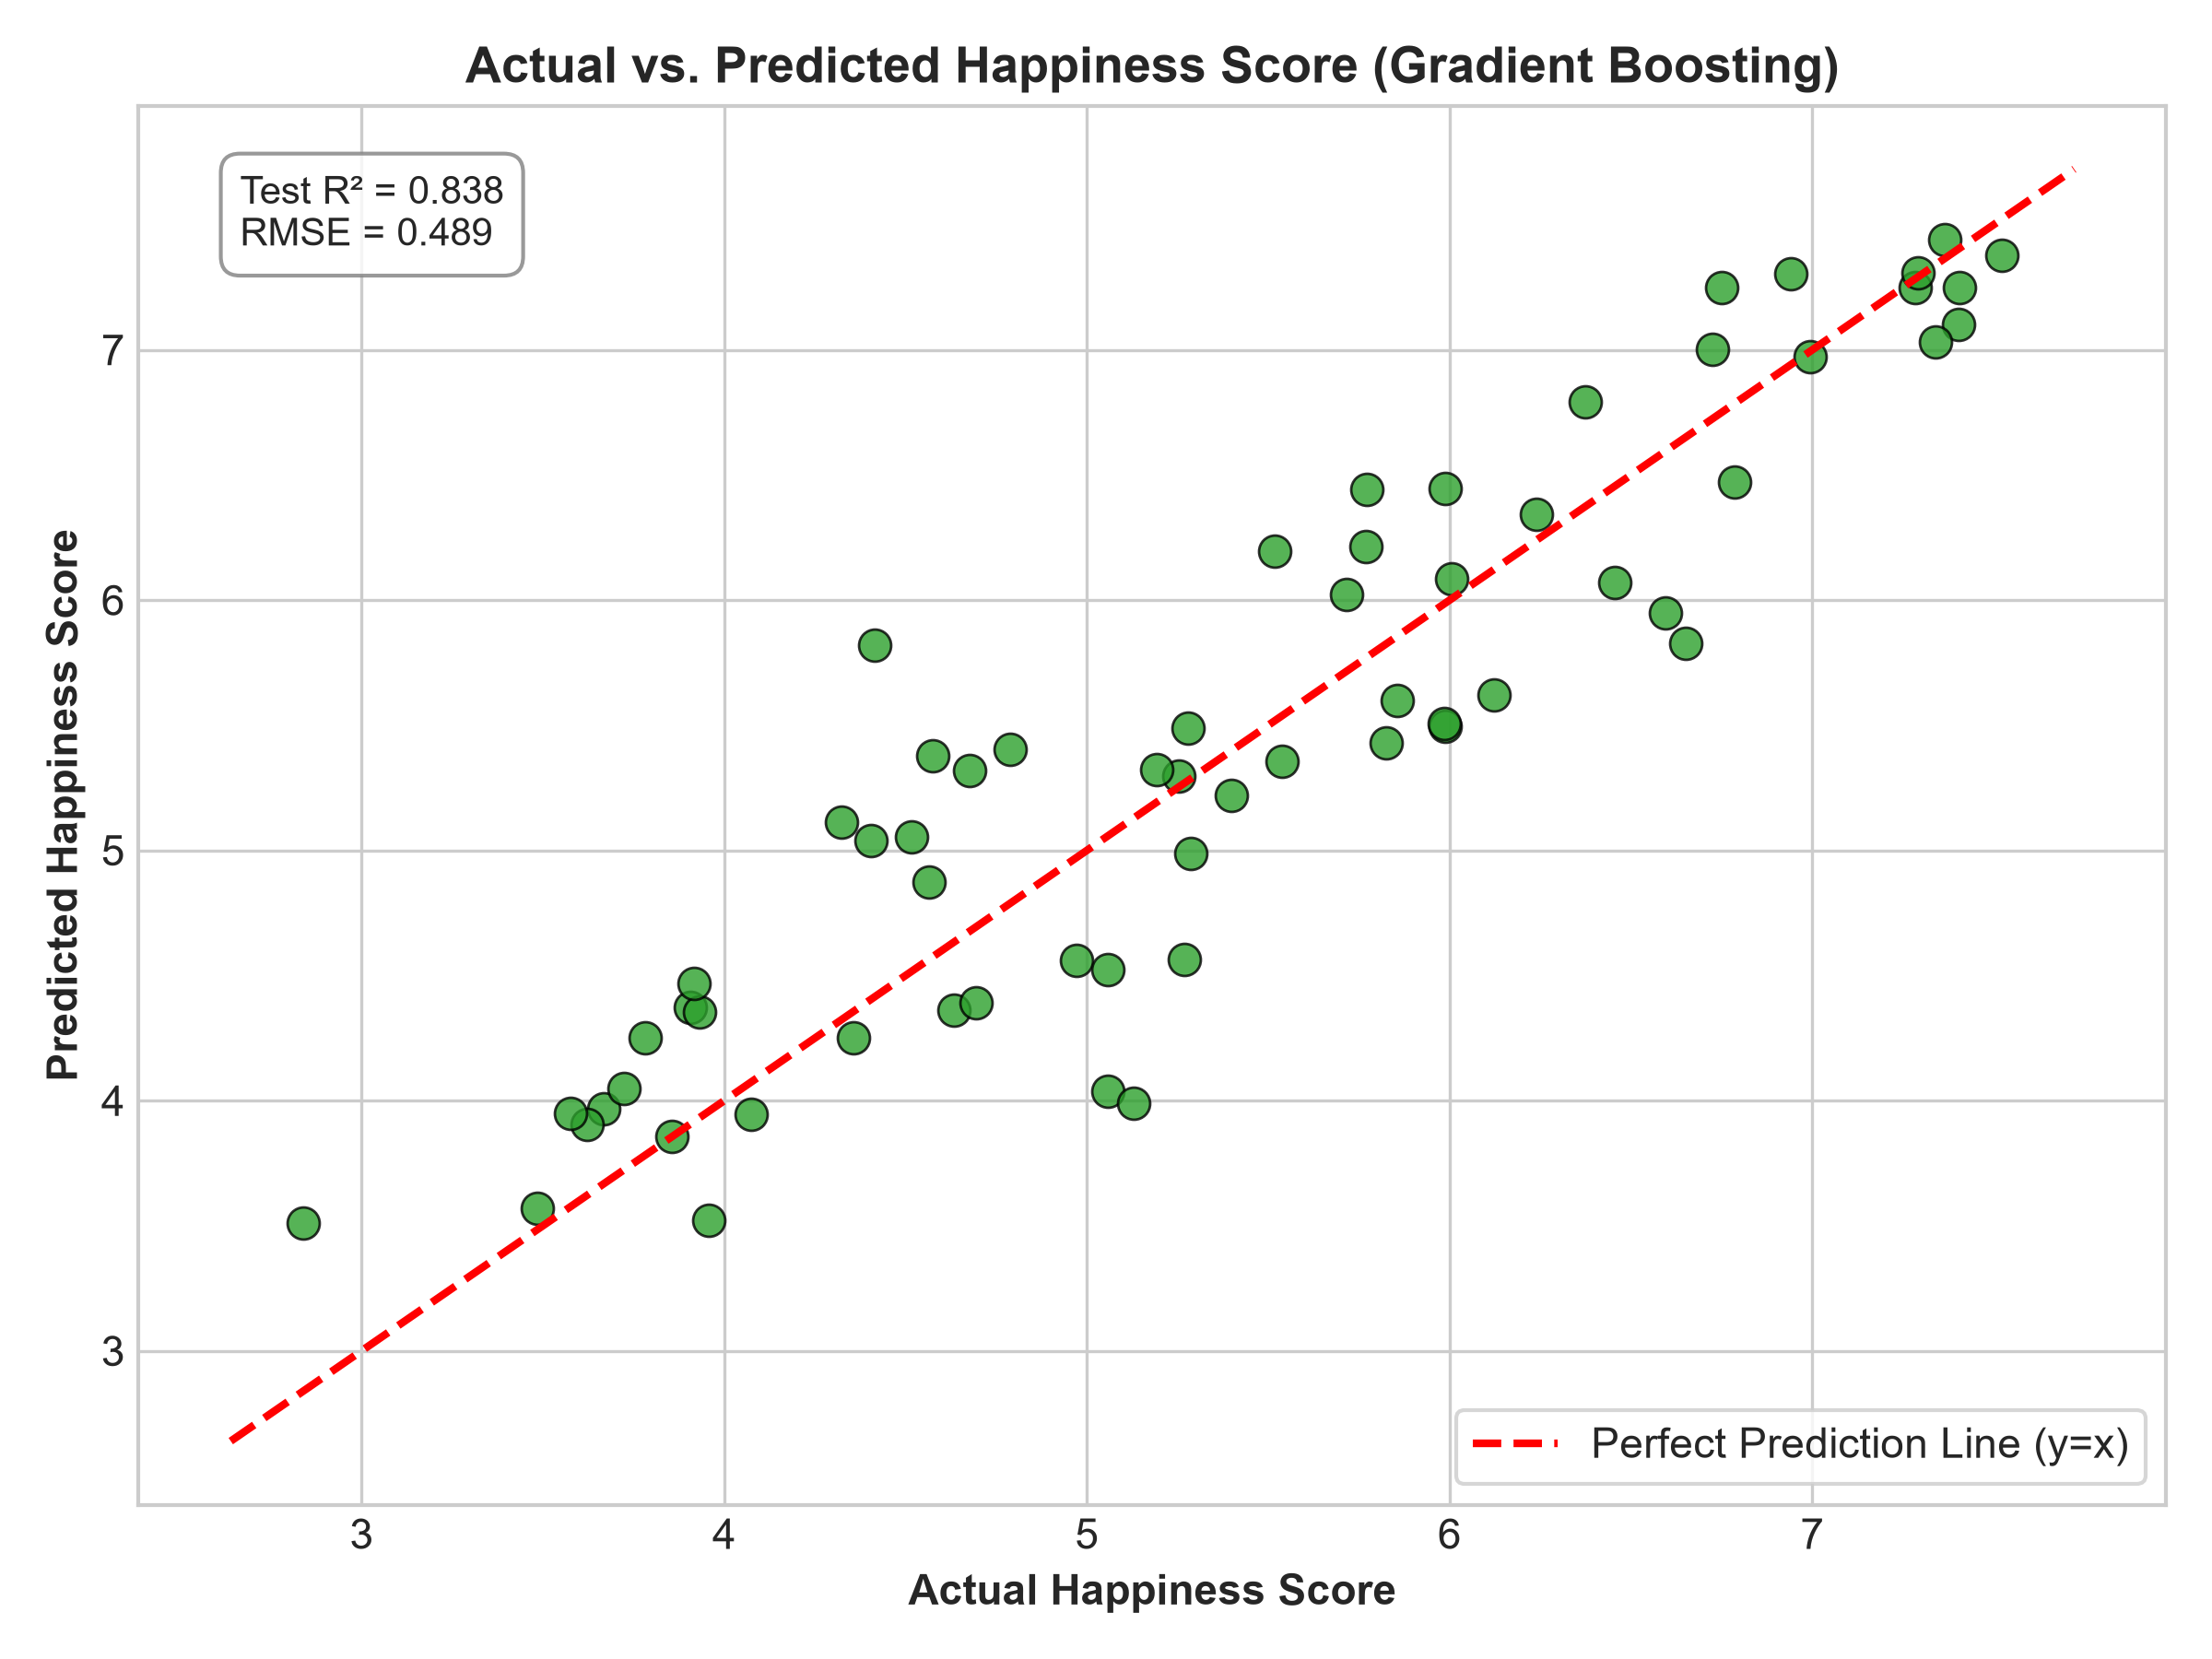 Actual vs. Predicted Happiness Score (Gradient Boosting)
Test R² = 0.838
RMSE = 0.489
Predicted Happiness Score
7
6
5
4
3
3
4
5
6
7
Perfect Prediction Line (y=x)
Actual Happiness Score